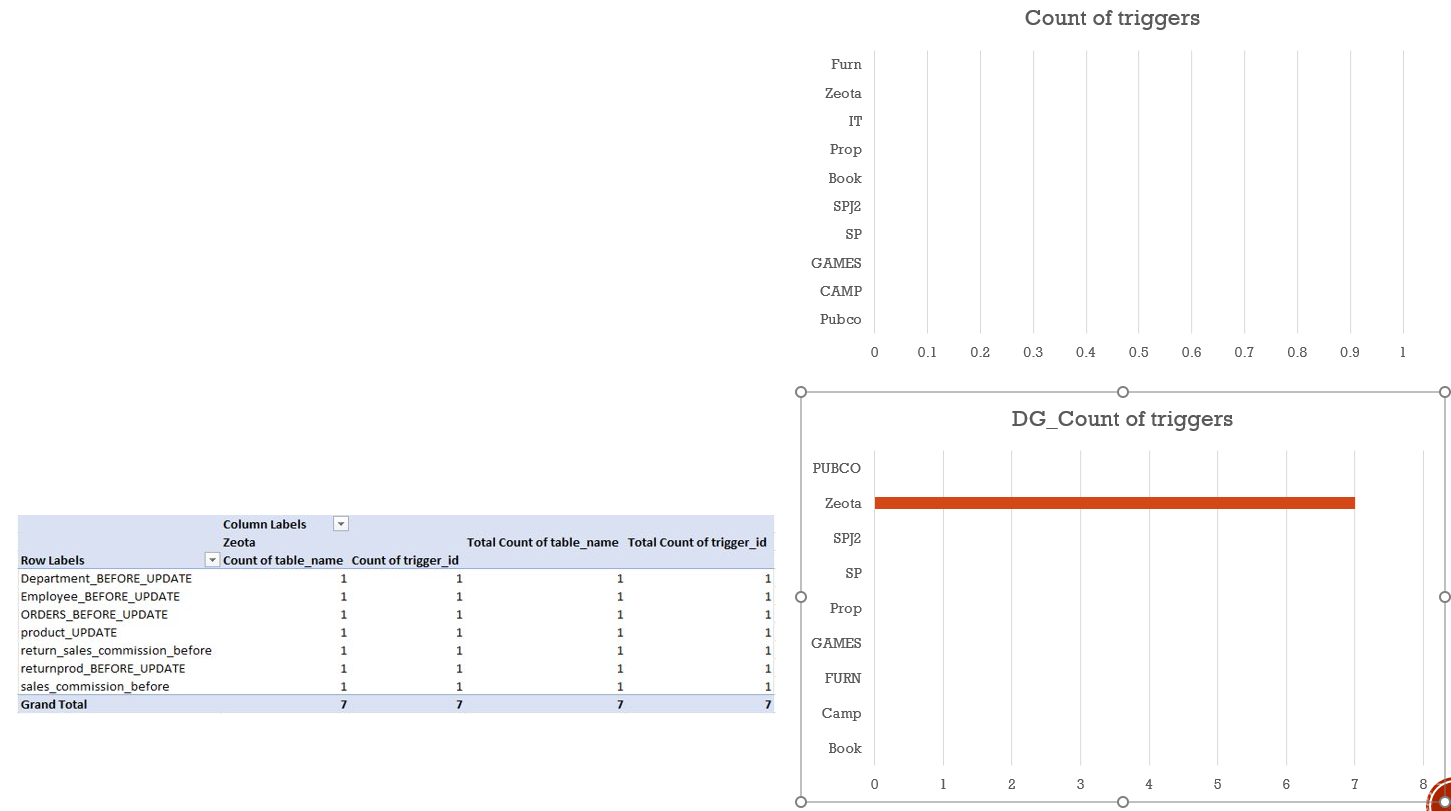 Count of triggers
Furn
Zeota
IT
Prop
Book
SPJ2
SP
GAMES
CAMP
Pubco
0 0.1 0.2 0.3 0.4 0.5 0.6 0.7 0.8 0.9 1
DG_Count of triggers
PUBCO
Zeota
SPJ2
SP
Prop
GAMES
FURN
Camp
Book
0 1 2 3 4 5 6 7 8
Column Labels
Zeota Total Count of table_name Total Count of trigger_id
Row Labels Count of table_name Count of trigger_id
Department_BEFORE_UPDATE 1 1 1 1
Employee_BEFORE_UPDATE 1 1 1 1
ORDERS_BEFORE_UPDATE 1 1 1 1
product_UPDATE 1 1 1 1
return_sales_commission_before 1 1 1 1
returnprod_BEFORE_UPDATE 1 1 1 1
sales_commission_before 1 1 1 1
Grand Total 7 7 7 7